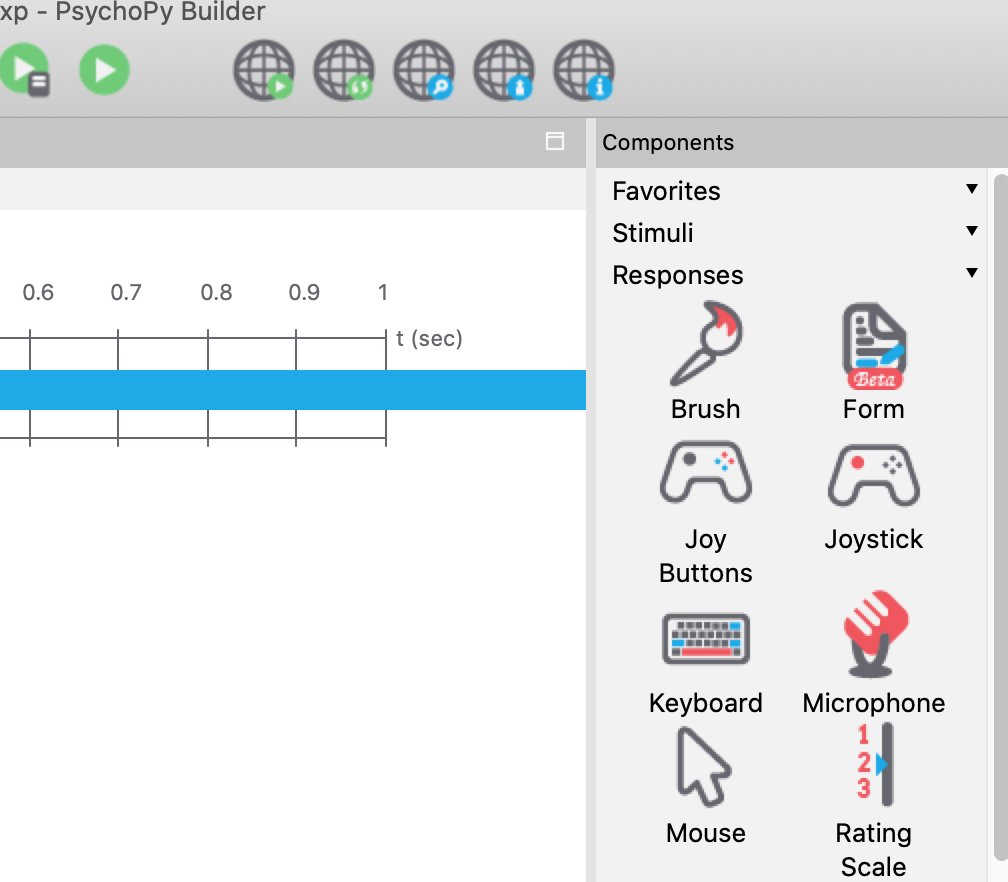 xp - PsychoPy Builder
Components
Favorites
Stimuli
Responses
0.6 0.7 0.8 0.9 1
t (sec)
Beta
Brush Form
Joy Buttons Joystick
Keyboard Microphone
1
2
3
Mouse Rating Scale